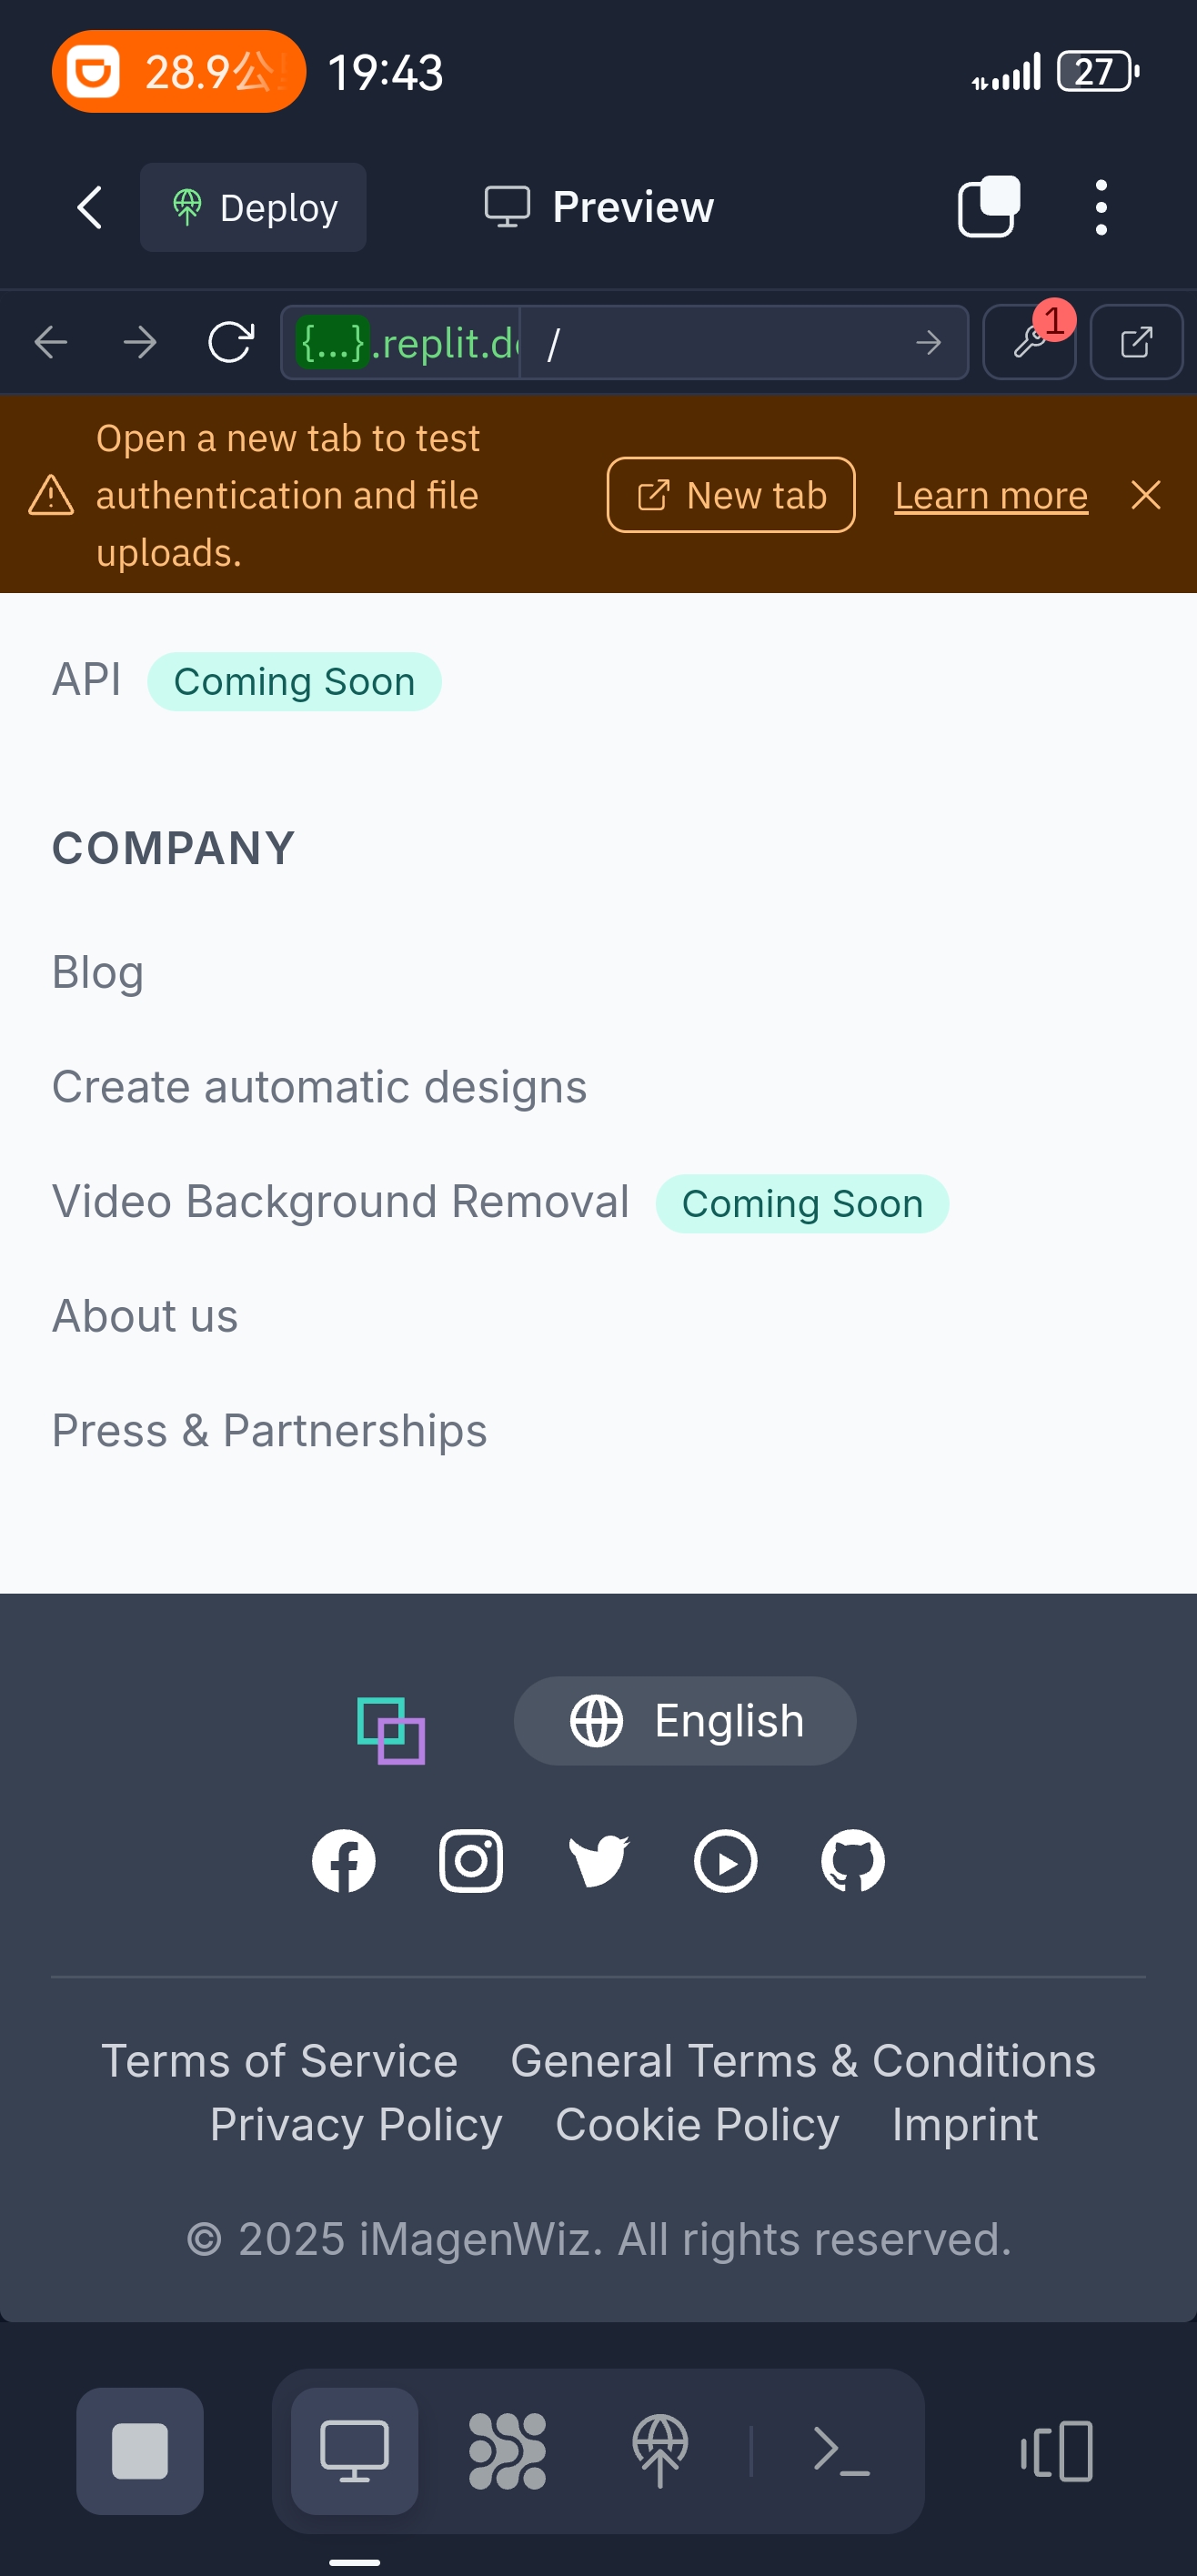 28.9公
19:43
27
Deploy
Preview
{...}.replit.d
/
1
Open a new tab to test
authentication and file
uploads.
New tab
Learn more
API
Coming Soon
COMPANY
Blog
Create automatic designs
Video Background Removal
Coming Soon
About us
Press & Partnerships
English
Terms of Service
General Terms & Conditions
Privacy Policy
Cookie Policy
Imprint
© 2025 iMagenWiz. All rights reserved.